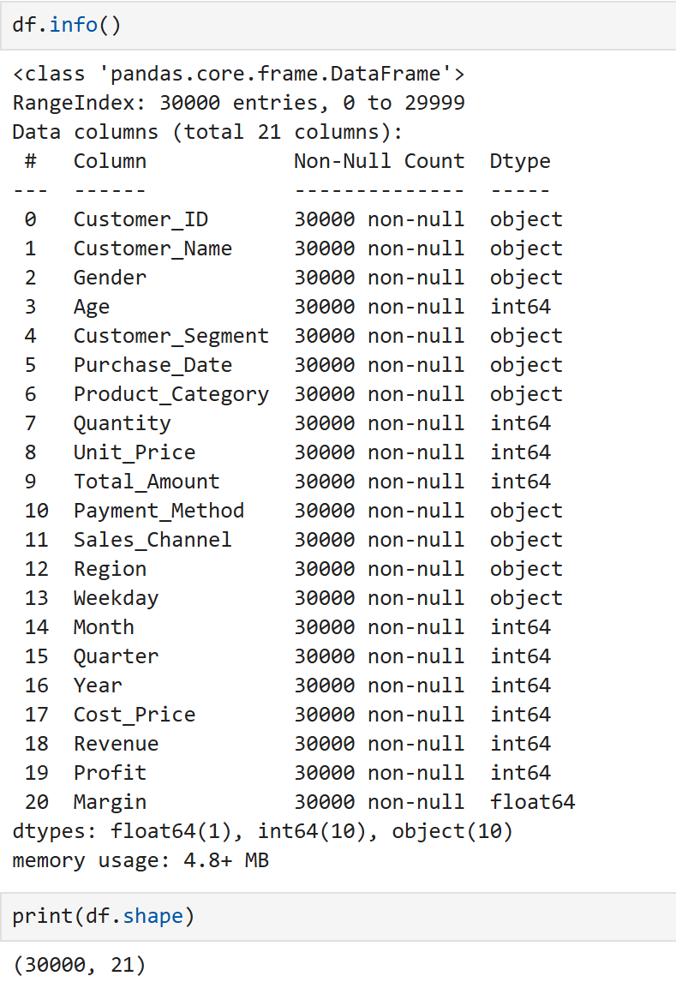 df.info()
<class 'pandas.core.frame.DataFrame'>
RangeIndex: 30000 entries, 0 to 29999
Data columns (total 21 columns):
 #   Column            Non-Null Count  Dtype
---  ------            --------------  -----
 0   Customer_ID       30000 non-null  object
 1   Customer_Name     30000 non-null  object
 2   Gender            30000 non-null  object
 3   Age               30000 non-null  int64
 4   Customer_Segment  30000 non-null  object
 5   Purchase_Date     30000 non-null  object
 6   Product_Category  30000 non-null  object
 7   Quantity          30000 non-null  int64
 8   Unit_Price        30000 non-null  int64
 9   Total_Amount      30000 non-null  int64
 10  Payment_Method    30000 non-null  object
 11  Sales_Channel     30000 non-null  object
 12  Region            30000 non-null  object
 13  Weekday           30000 non-null  object
 14  Month             30000 non-null  int64
 15  Quarter           30000 non-null  int64
 16  Year              30000 non-null  int64
 17  Cost_Price        30000 non-null  int64
 18  Revenue           30000 non-null  int64
 19  Profit            30000 non-null  int64
 20  Margin            30000 non-null  float64
dtypes: float64(1), int64(10), object(10)
memory usage: 4.8+ MB
print(df.shape)
(30000, 21)